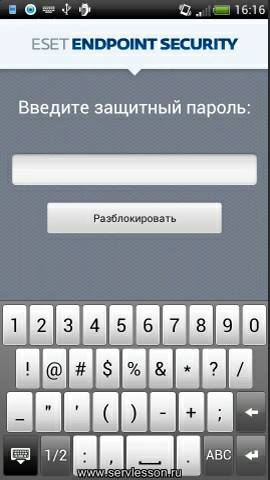 16:16
ESET ENDPOINT SECURITY
Введите защитный пароль:
Разблокировать
1 2 3 4 5 6 7 8 9 0
! @ # $ % & * ? /
_ " ' ( ) - + ;
1/2 : , . ABC
www.servlesson.ru